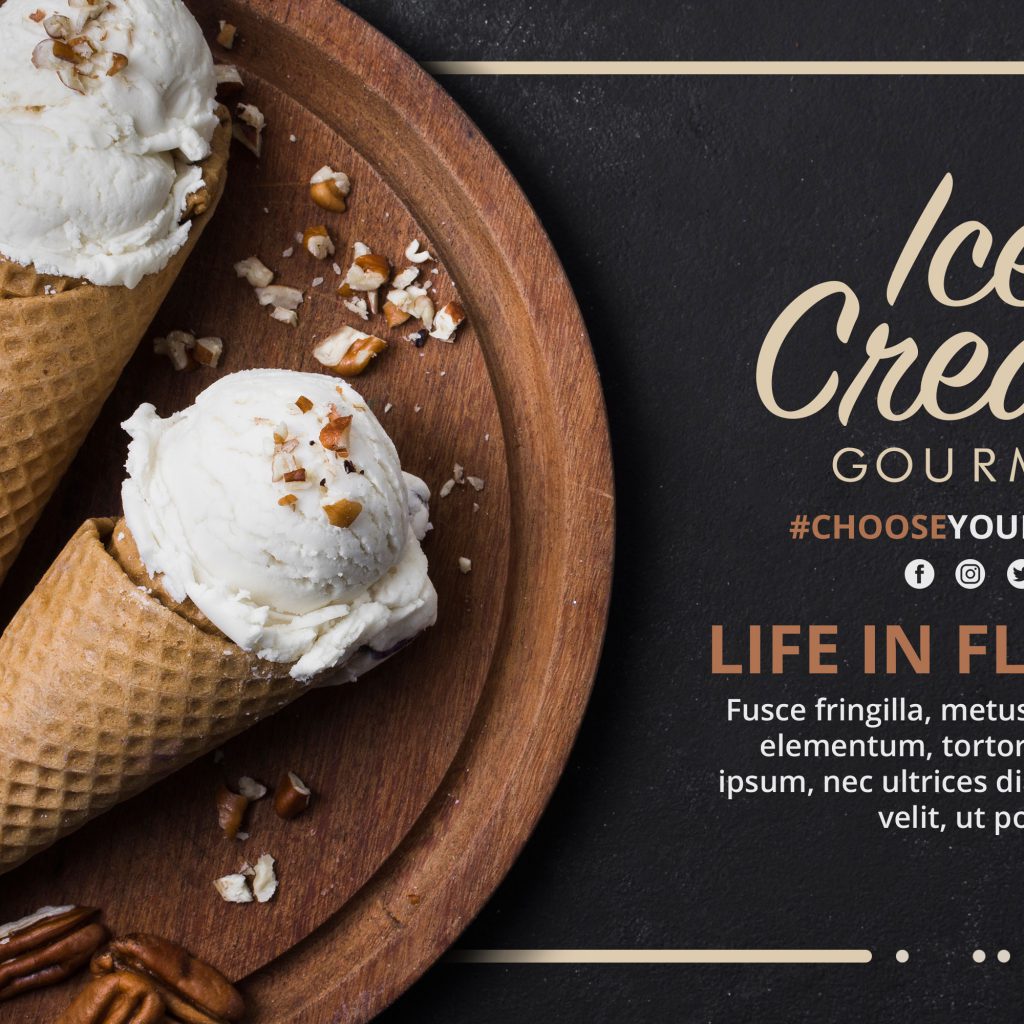 Ice
Crea
GOURM
#CHOOSEYOU
LIFE IN FL
Fusce fringilla, metus
elementum, tortor
ipsum, nec ultrices di
velit, ut po